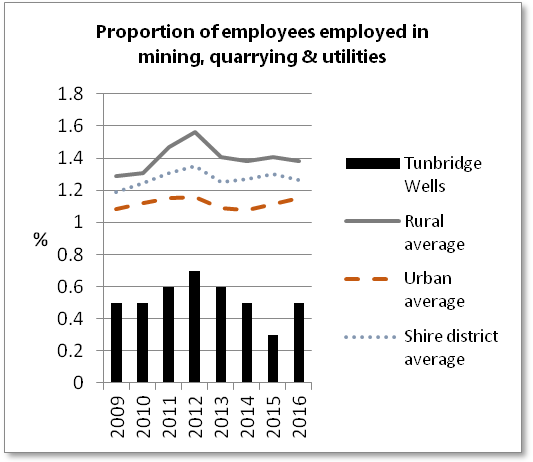 Proportion of employees employed in
mining, quarrying & utilities
1.8
1.6
1.4
1.2
1
0.8
0.6
0.4
0.2
0
%
2009
2010
2011
2012
2013
2014
2015
2016
Tunbridge
Wells
Rural
average
Urban
average
Shire district
average